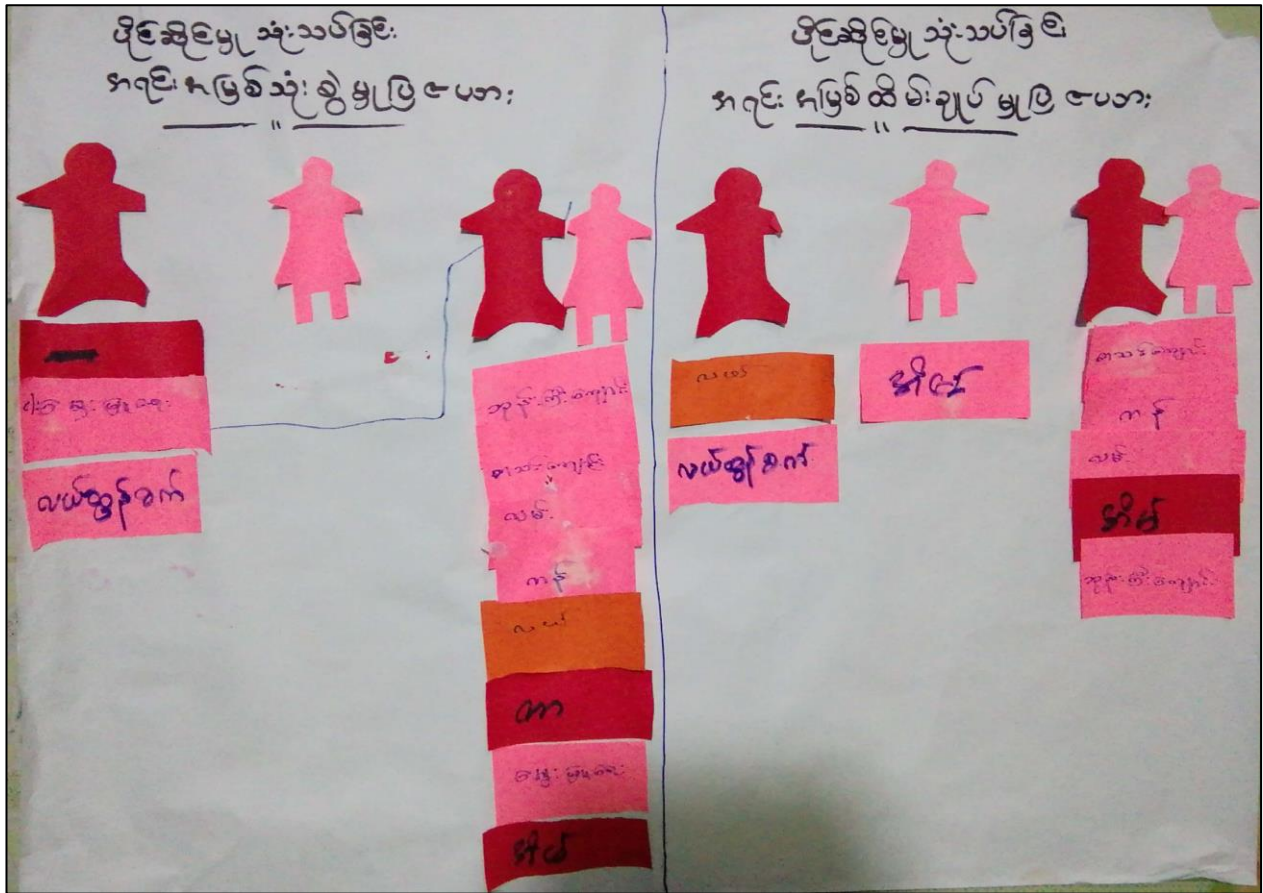 ပိုင်ဆိုင်မှု သုံးသပ်ခြင်း
အရင်းအမြစ်သုံးစွဲမှုပြဇယား
"
လယ်ထွန်စက်
ဘုန်းကြီးကျောင်း
စာသင်ကျောင်း
လမ်း
ကန်
လယ်
မွေးမြူရေး
အိမ်
ပိုင်ဆိုင်မှု သုံးသပ်ခြင်း
အရင်းအမြစ်ထိမ်းချုပ်မှုပြဇယား
"
လယ်
လယ်ထွန်စက်
စာသင်ကျောင်း
ကန်
လမ်း
အိမ်
ဘုန်းကြီးကျောင်း